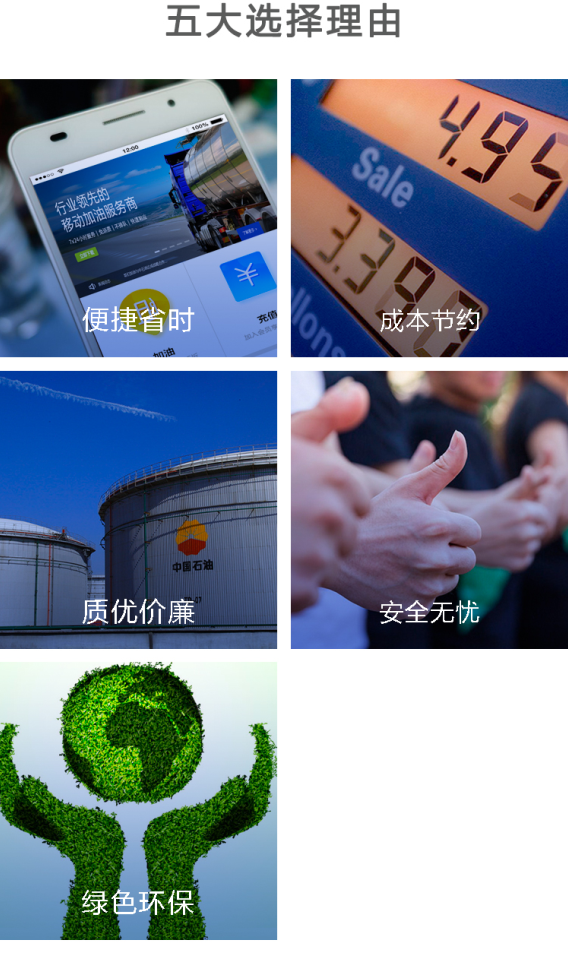 五大选择理由
12:00
100%
行业领先的
移动加油服务商
充值
加油
便捷省时
4.95
Sale
3.39
llons
成本节约
中国石油
质优价廉
安全无忧
绿色环保